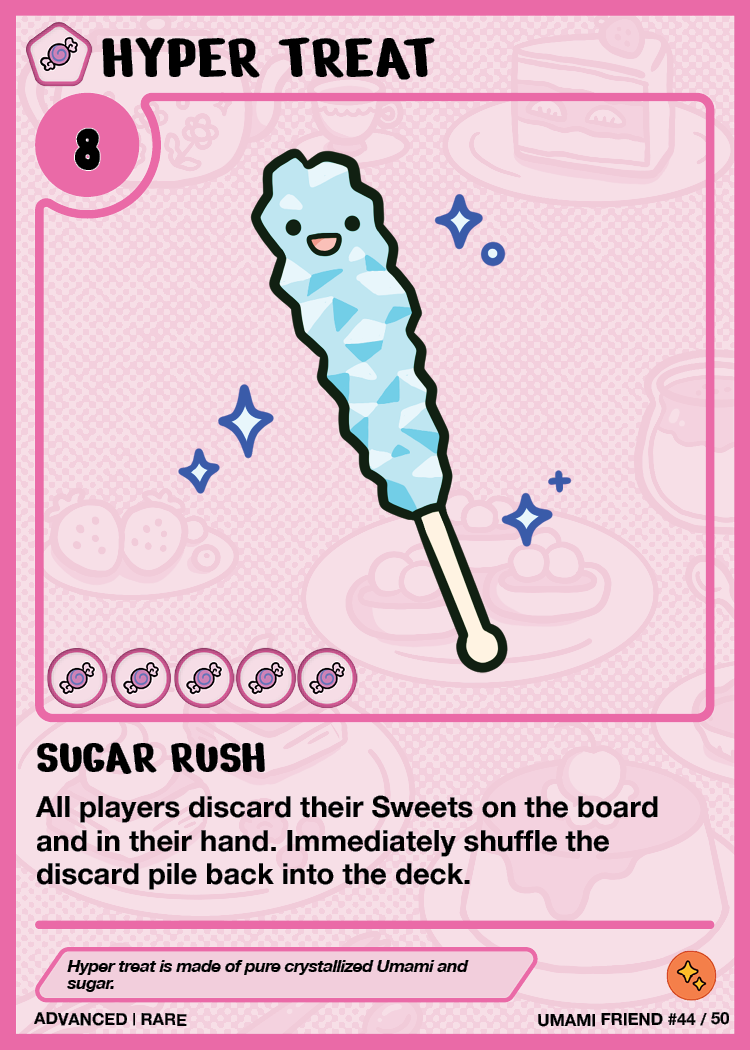 HYPER TREAT
8
SUGAR RUSH
All players discard their Sweets on the board
and in their hand. Immediately shuffle the
discard pile back into the deck.
Hyper treat is made of pure crystallized Umami and
sugar.
ADVANCED | RARE
UMAMI FRIEND #44 / 50